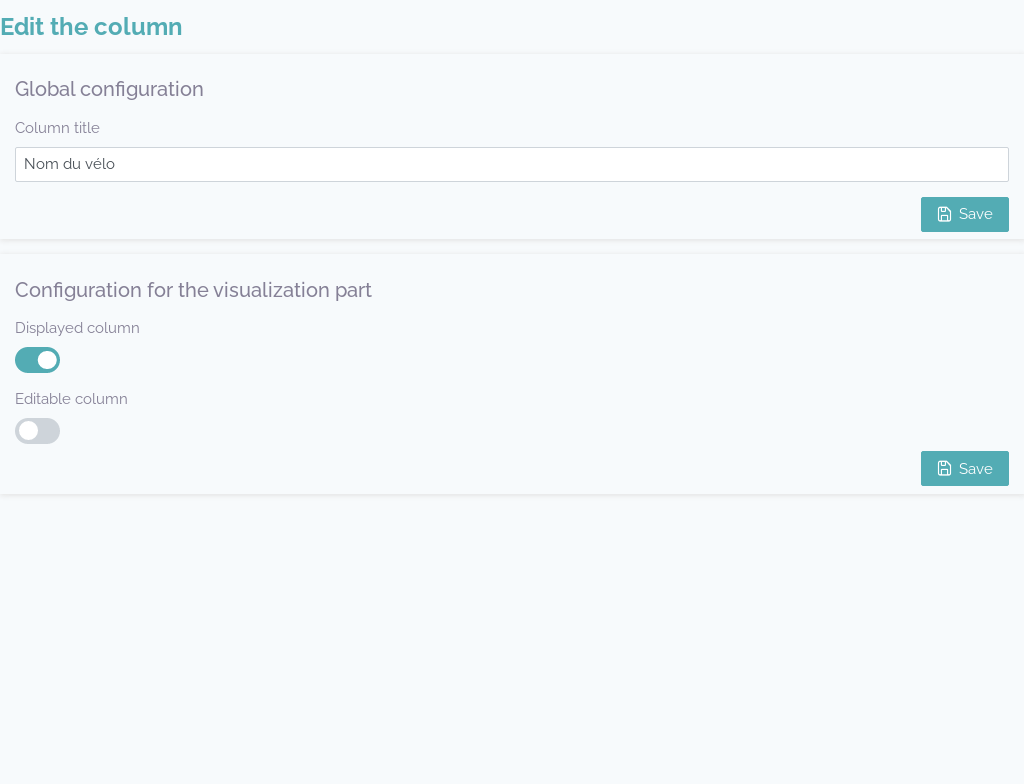 Edit the column
Global configuration
Column title
Nom du vélo
Save
Configuration for the visualization part
Displayed column
Editable column
Save